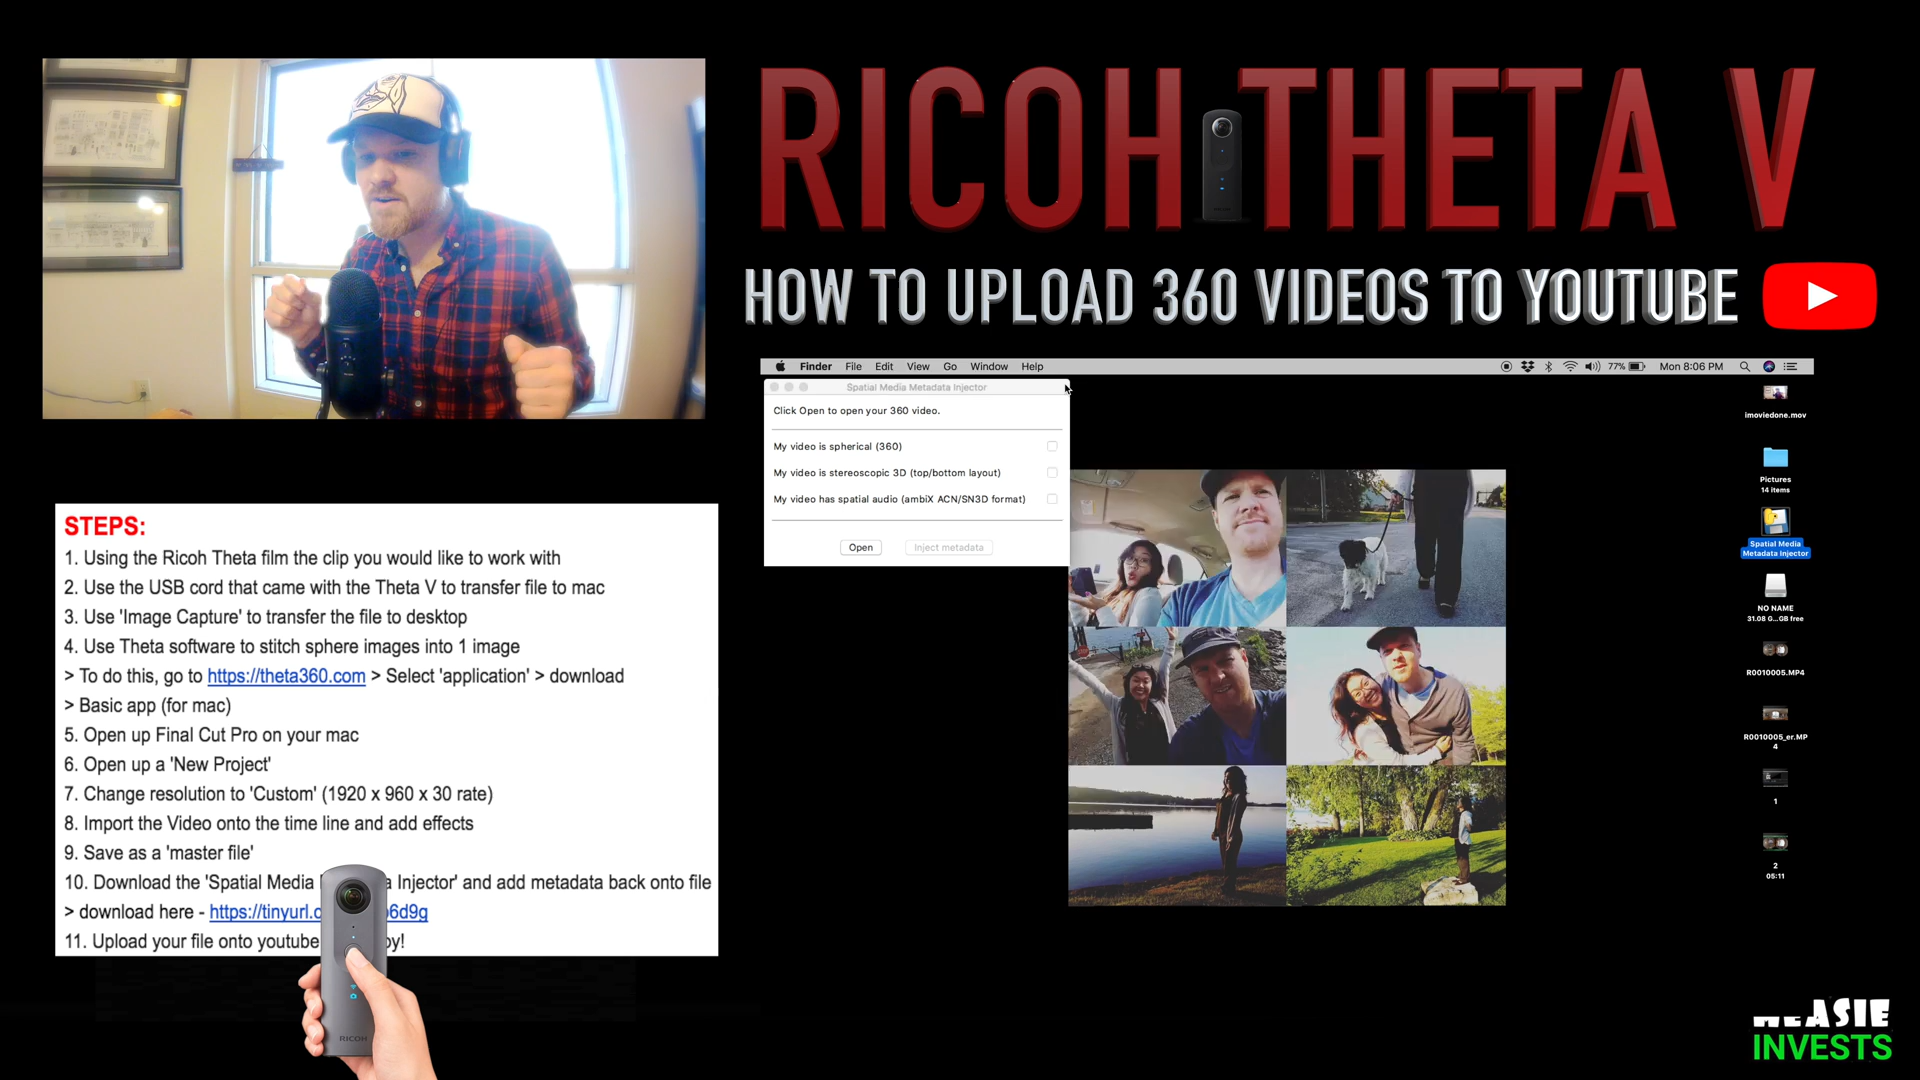 RICOH THETA V
HOW TO UPLOAD 360 VIDEOS TO YOUTUBE
STEPS:
1. Using the Ricoh Theta film the clip you would like to work with
2. Use the USB cord that came with the Theta V to transfer file to mac
3. Use 'Image Capture' to transfer the file to desktop
4. Use Theta software to stitch sphere images into 1 image
> To do this, go to https://theta360.com > Select 'application' > download
> Basic app (for mac)
5. Open up Final Cut Pro on your mac
6. Open up a 'New Project'
7. Change resolution to 'Custom' (1920 x 960 x 30 rate)
8. Import the Video onto the time line and add effects
9. Save as a 'master file'
10. Download the 'Spatial Media a Injector' and add metadata back onto file
> download here - https://tinyurl.c 6d9g
11. Upload your file onto youtube oy!
RICOH
Finder File Edit View Go Window Help 77% Mon 8:06 PM
Spatial Media Metadata Injector
Click Open to open your 360 video.
My video is spherical (360)
My video is stereoscopic 3D (top/bottom layout)
My video has spatial audio (ambiX ACN/SN3D format)
Open Inject metadata
imoviedone.mov
Pictures
14 items
Spatial Media
Metadata Injector
NO NAME
31.08 G...GB free
R0010005.MP4
R0010005_er.MP
4
1
2
05:11
INVESTS